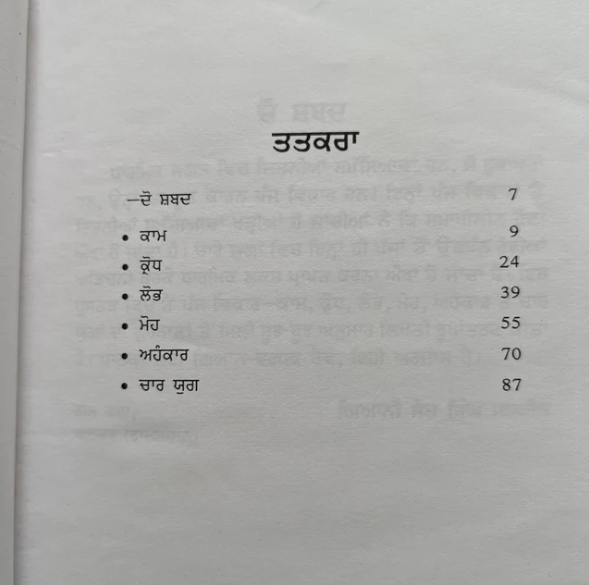 ਤਤਕਰਾ
—ਦੋ ਸ਼ਬਦ 7
• ਕਾਮ 9
• ਕ੍ਰੋਧ 24
• ਲੋਭ 39
• ਮੋਹ 55
• ਅਹੰਕਾਰ 70
• ਚਾਰ ਯੁਗ 87